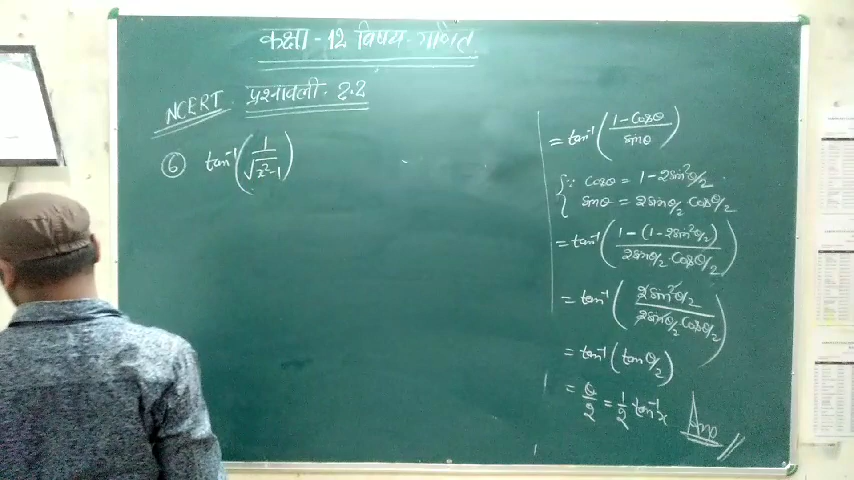 कक्षा - 12 विषय - गणित
NCERT प्रश्नावली - 2.2
⑥ tan⁻¹(1/√(x²-1))
= tan⁻¹((1-cosθ)/sinθ)
{∵ cosθ = 1-2sin²θ/2
{ sinθ = 2sinθ/2 · cosθ/2
= tan⁻¹((1-(1-2sin²θ/2))/(2sinθ/2 · cosθ/2))
= tan⁻¹((2sin²θ/2)/(2sinθ/2 · cosθ/2))
= tan⁻¹(tanθ/2)
= θ/2 = 1/2 tan⁻¹x Ans